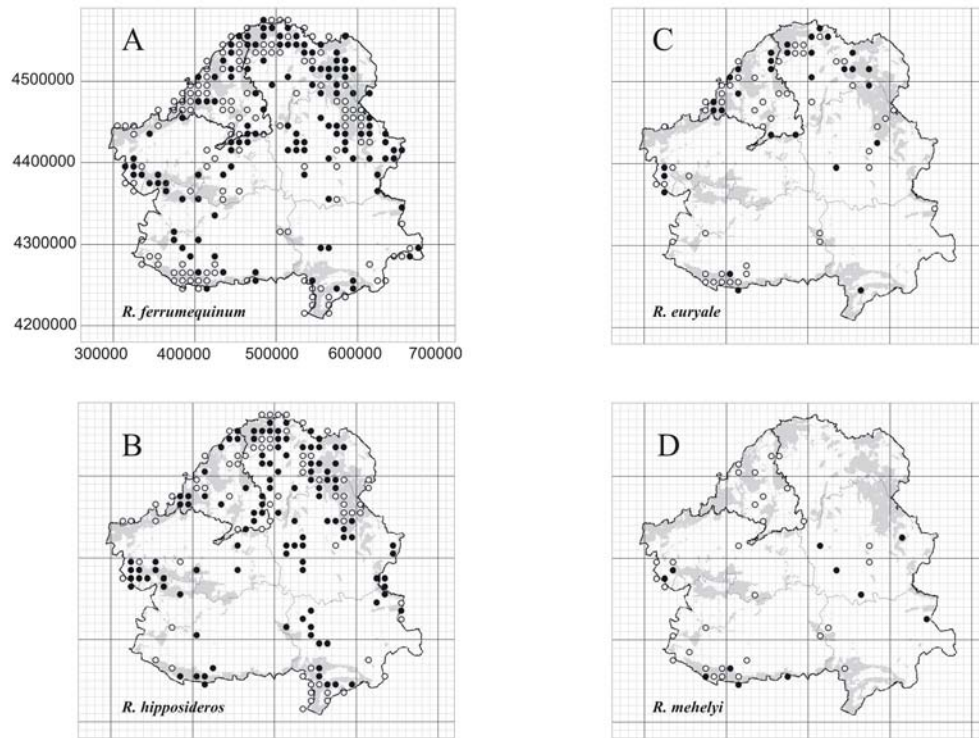 A
4500000
4400000
4300000
4200000
R. ferrumequinum
300000 400000 500000 600000 700000
C
R. euryale
B
R. hipposideros
D
R. mehelyi